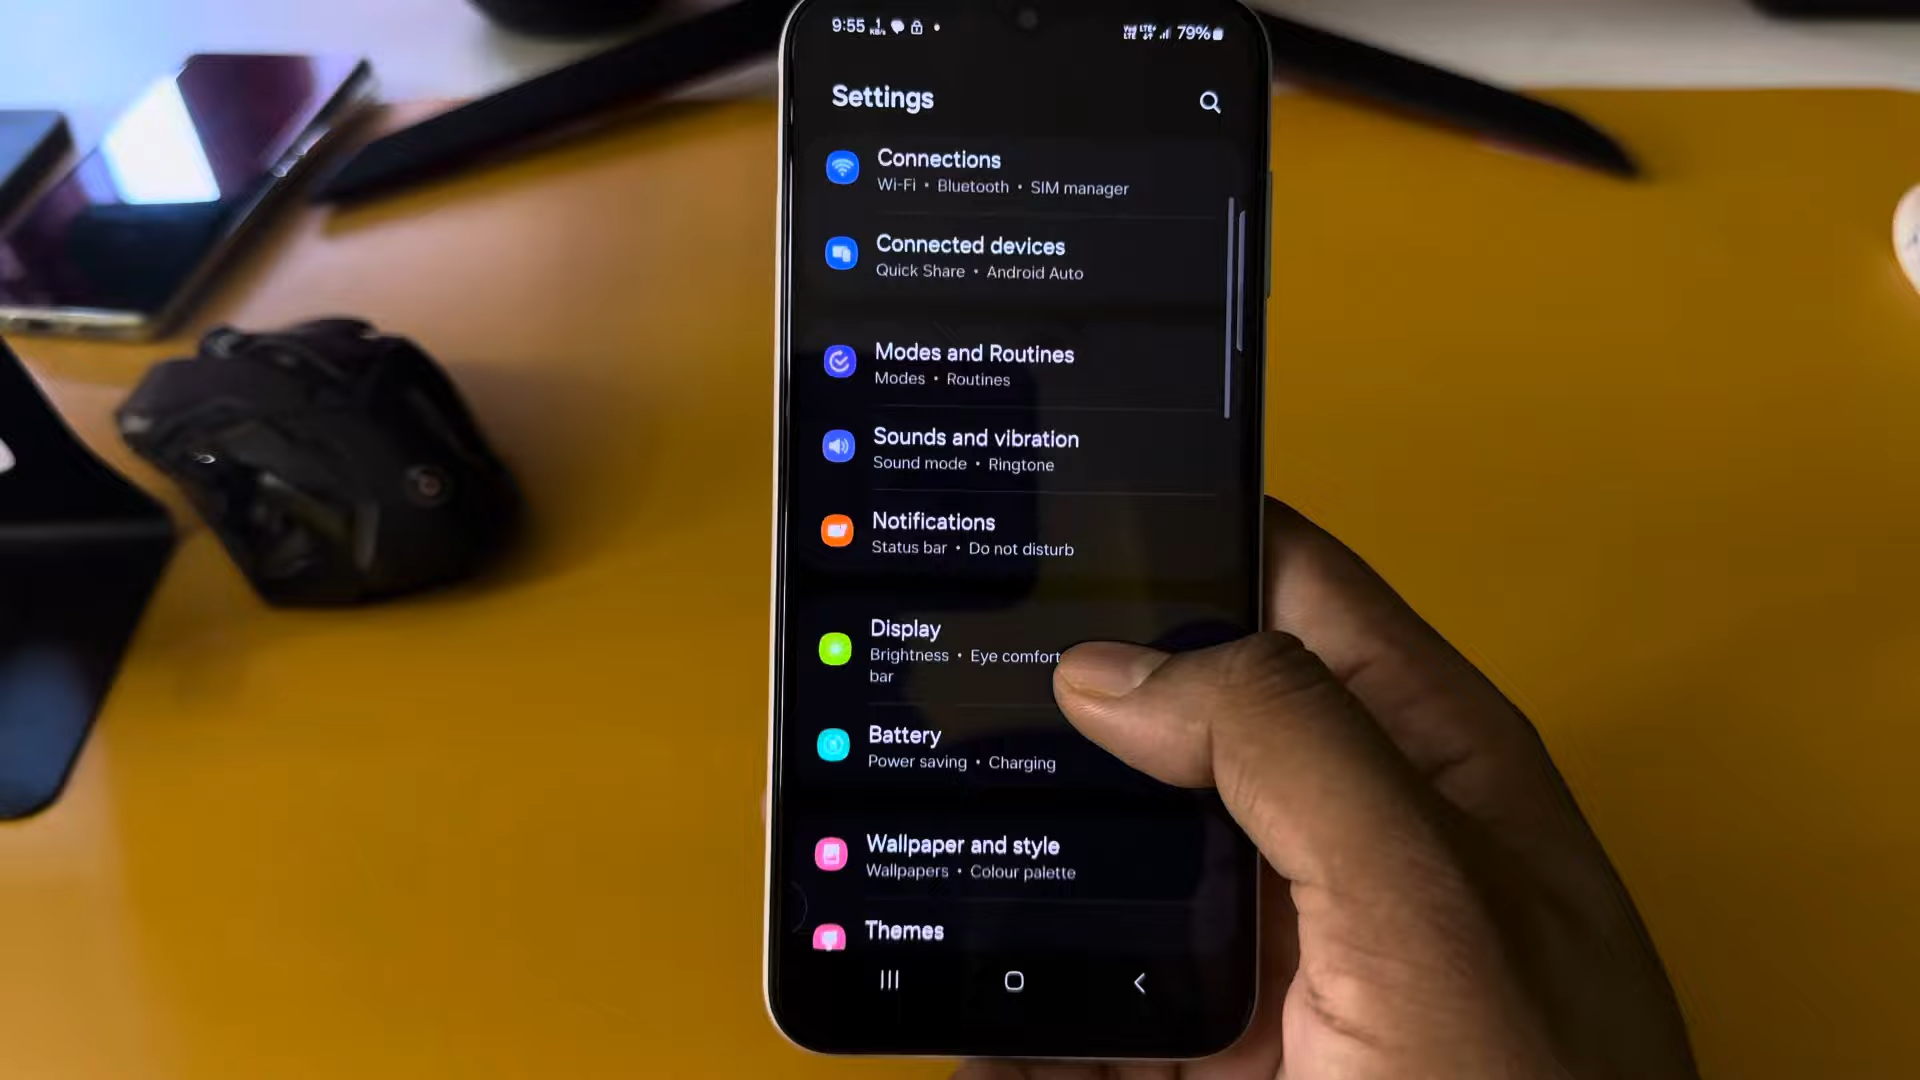 9:55
79%
Settings
Connections
Wi-Fi • Bluetooth • SIM manager
Connected devices
Quick Share • Android Auto
Modes and Routines
Modes • Routines
Sounds and vibration
Sound mode • Ringtone
Notifications
Status bar • Do not disturb
Display
Brightness • Eye comfort
bar
Battery
Power saving • Charging
Wallpaper and style
Wallpapers • Colour palette
Themes